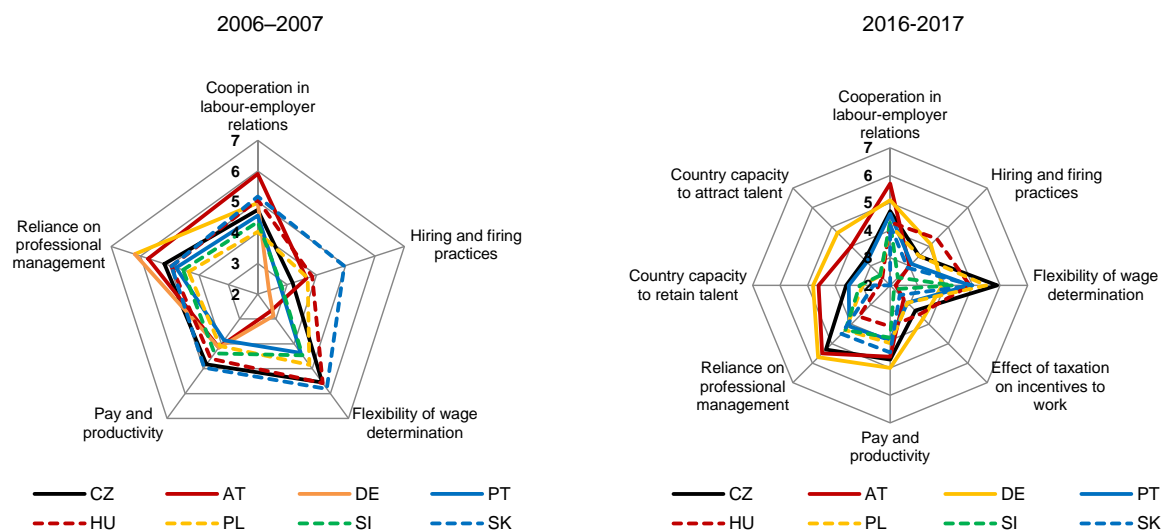 2006–2007
Cooperation in
labour-employer
relations
7
6
5
4
3
2
Hiring and firing
practices
Flexibility of wage
determination
Pay and
productivity
Reliance on
professional
management
CZ
AT
DE
PT
HU
PL
SI
SK
2016-2017
Cooperation in
labour-employer
relations
7
6
5
4
3
2
Hiring and firing
practices
Flexibility of wage
determination
Effect of taxation
on incentives to
work
Pay and
productivity
Reliance on
professional
management
Country capacity
to retain talent
Country capacity
to attract talent
CZ
AT
DE
PT
HU
PL
SI
SK